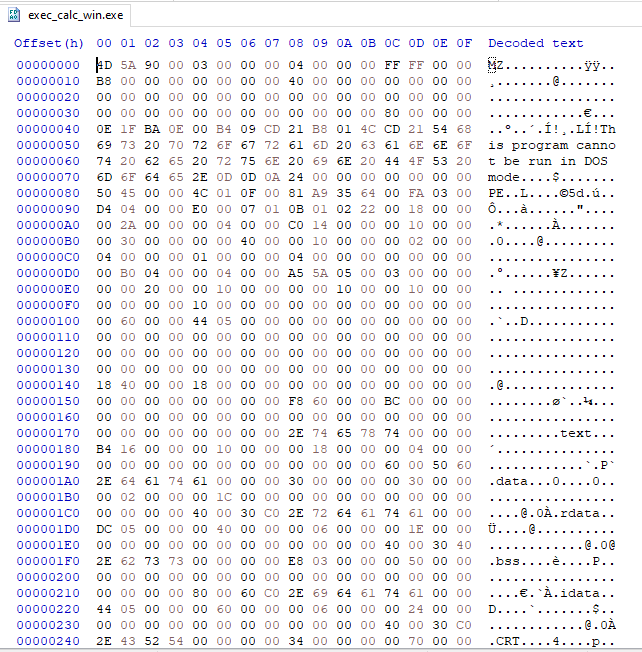 exec_calc_win.exe
Offset(h) 00 01 02 03 04 05 06 07 08 09 0A 0B 0C 0D 0E 0F Decoded text
00000000 4D 5A 90 00 03 00 00 00 04 00 00 00 FF FF 00 00 MZ..........ÿÿ..
00000010 B8 00 00 00 00 00 00 00 40 00 00 00 00 00 00 00 ¸.......@.......
00000020 00 00 00 00 00 00 00 00 00 00 00 00 00 00 00 00 ................
00000030 00 00 00 00 00 00 00 00 00 00 00 00 80 00 00 00 ............€...
00000040 0E 1F BA 0E 00 B4 09 CD 21 B8 01 4C CD 21 54 68 ..º..´.Í!¸.LÍ!Th
00000050 69 73 20 70 72 6F 67 72 61 6D 20 63 61 6E 6E 6F is program canno
00000060 74 20 62 65 20 72 75 6E 20 69 6E 20 44 4F 53 20 t be run in DOS
00000070 6D 6F 64 65 2E 0D 0D 0A 24 00 00 00 00 00 00 00 mode....$.......
00000080 50 45 00 00 4C 01 0F 00 81 A9 35 64 00 FA 03 00 PE..L....©5d.ú..
00000090 D4 04 00 00 E0 00 07 01 0B 01 02 22 00 18 00 00 Ô...à......"....
000000A0 00 2A 00 00 00 04 00 00 C0 14 00 00 00 10 00 00 .*......À.......
000000B0 00 30 00 00 00 00 40 00 00 10 00 00 00 02 00 00 .0....@.........
000000C0 04 00 00 00 01 00 00 00 04 00 00 00 00 00 00 00 ................
000000D0 00 B0 04 00 00 04 00 00 A5 5A 05 00 03 00 00 00 .°......¥Z......
000000E0 00 00 20 00 00 10 00 00 00 00 10 00 00 10 00 00 .. .............
000000F0 00 00 00 00 10 00 00 00 00 00 00 00 00 00 00 00 ................
00000100 00 60 00 00 44 05 00 00 00 00 00 00 00 00 00 00 .`..D...........
00000110 00 00 00 00 00 00 00 00 00 00 00 00 00 00 00 00 ................
00000120 00 00 00 00 00 00 00 00 00 00 00 00 00 00 00 00 ................
00000130 00 00 00 00 00 00 00 00 00 00 00 00 00 00 00 00 ................
00000140 18 40 00 00 18 00 00 00 00 00 00 00 00 00 00 00 .@..............
00000150 00 00 00 00 00 00 00 00 F8 60 00 00 BC 00 00 00 ........ø`..¼...
00000160 00 00 00 00 00 00 00 00 00 00 00 00 00 00 00 00 ................
00000170 00 00 00 00 00 00 00 00 2E 74 65 78 74 00 00 00 .........text...
00000180 B4 16 00 00 00 10 00 00 00 18 00 00 00 04 00 00 ´...............
00000190 00 00 00 00 00 00 00 00 00 00 00 00 60 00 50 60 ............`.P`
000001A0 2E 64 61 74 61 00 00 00 30 00 00 00 00 30 00 00 .data...0....0..
000001B0 00 02 00 00 00 1C 00 00 00 00 00 00 00 00 00 00 ................
000001C0 00 00 00 00 40 00 30 C0 2E 72 64 61 74 61 00 00 ....@.0À.rdata..
000001D0 DC 05 00 00 00 40 00 00 00 06 00 00 00 1E 00 00 Ü....@..........
000001E0 00 00 00 00 00 00 00 00 00 00 00 00 40 00 30 40 ............@.0@
000001F0 2E 62 73 73 00 00 00 00 E8 03 00 00 00 50 00 00 .bss....è....P..
00000200 00 00 00 00 00 00 00 00 00 00 00 00 00 00 00 00 ................
00000210 00 00 00 00 80 00 60 C0 2E 69 64 61 74 61 00 00 ....€.`À.idata..
00000220 44 05 00 00 00 60 00 00 00 06 00 00 00 24 00 00 D....`.......$..
00000230 00 00 00 00 00 00 00 00 00 00 00 00 40 00 30 C0 ............@.0À
00000240 2E 43 52 54 00 00 00 00 34 00 00 00 00 70 00 00 .CRT....4....p..